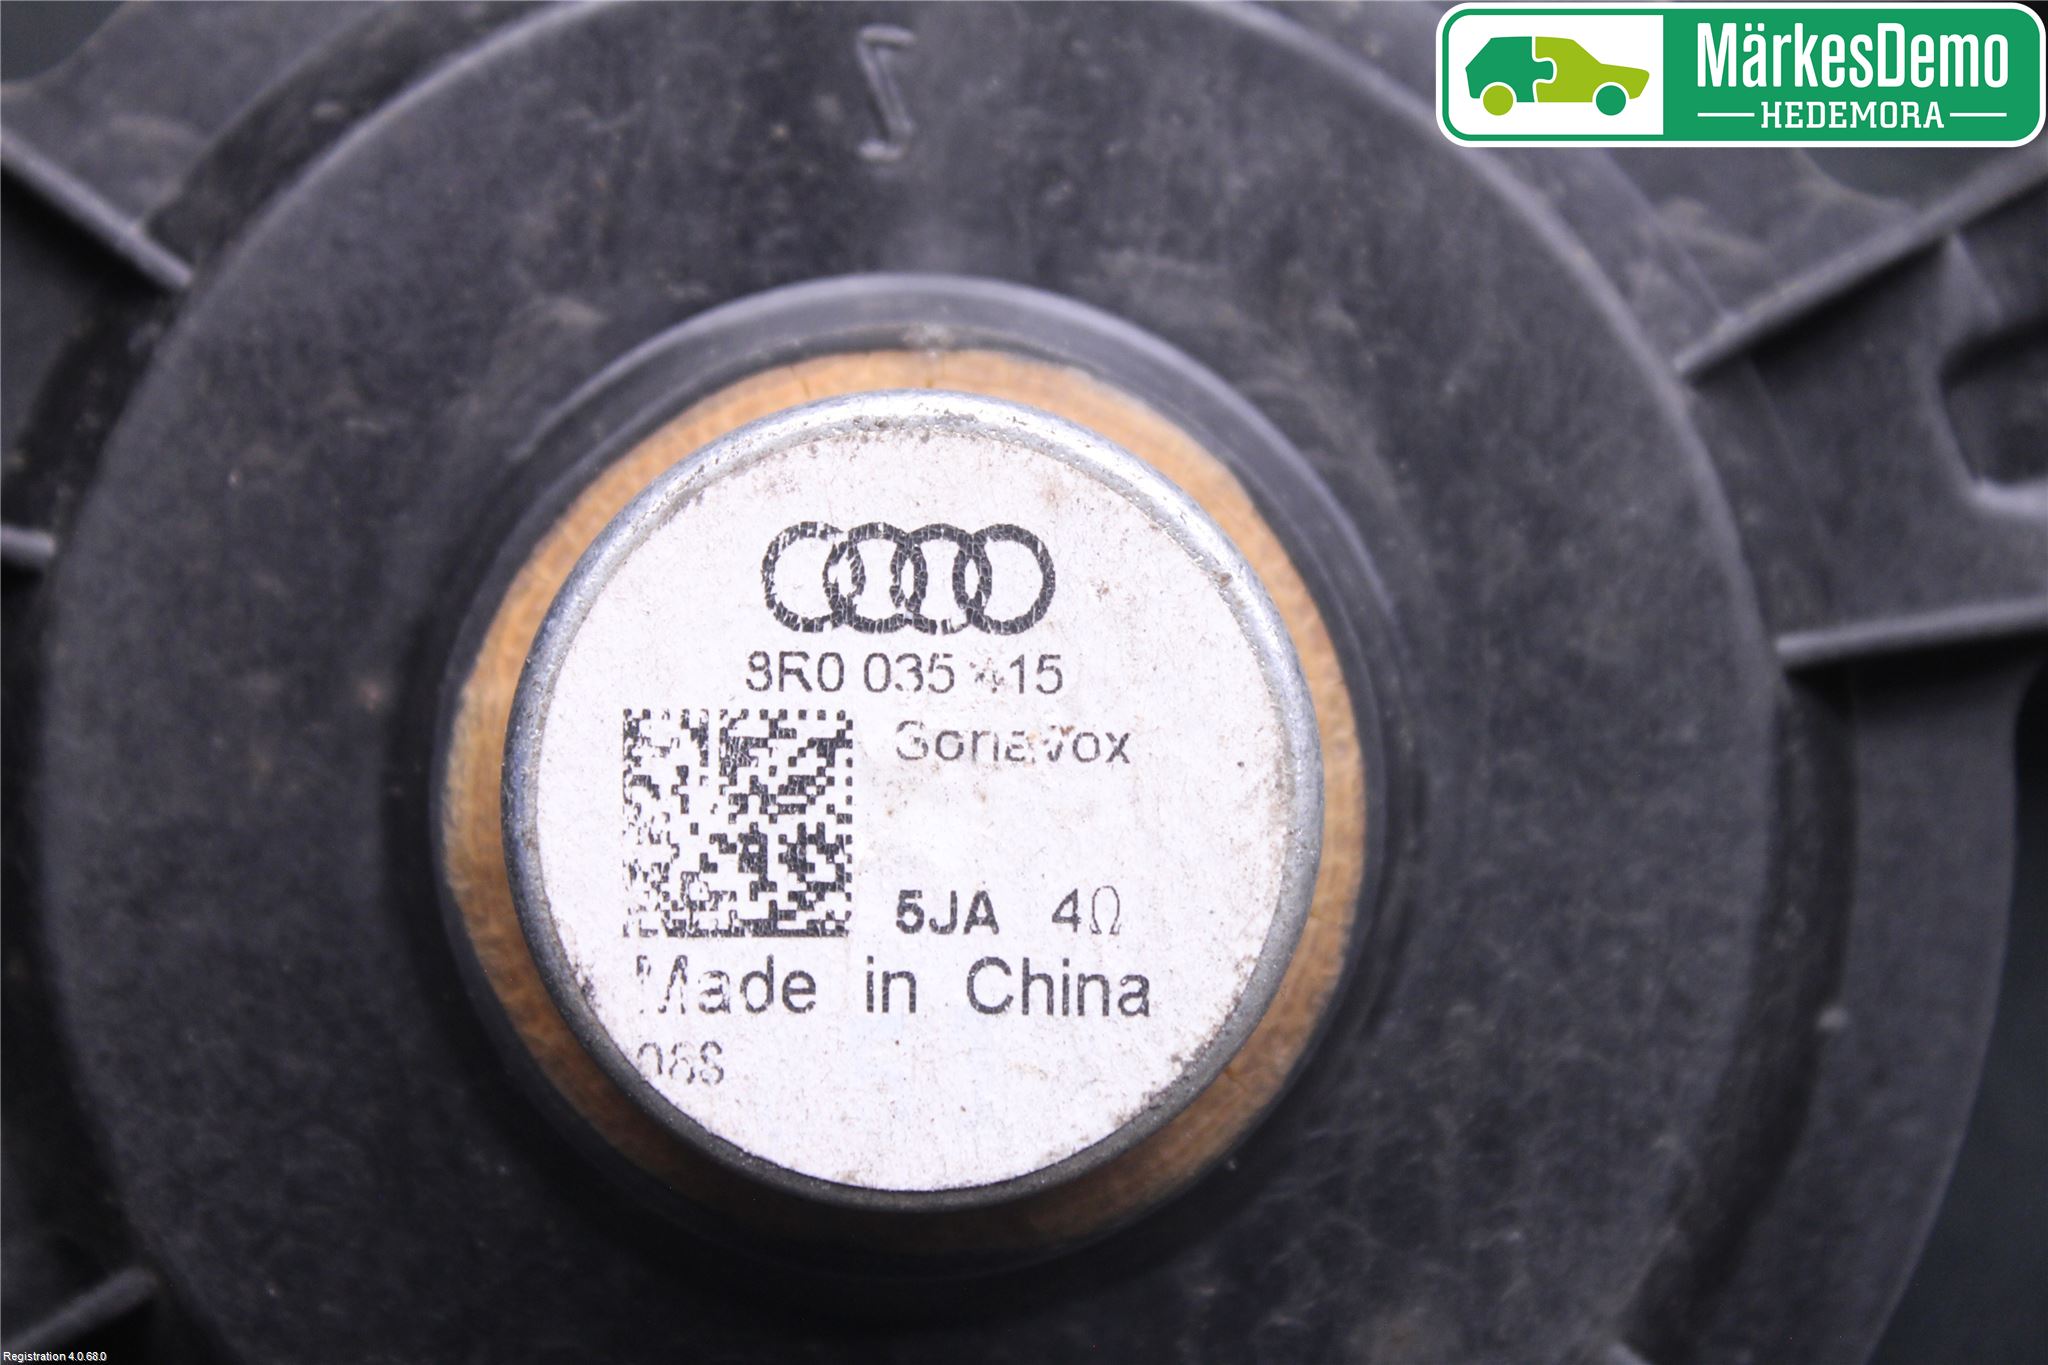 MärkesDemo
HEDEMORA
8R0 035 415
Sonavox
5JA 4Ω
Made in China
Registration 4.0.68.0